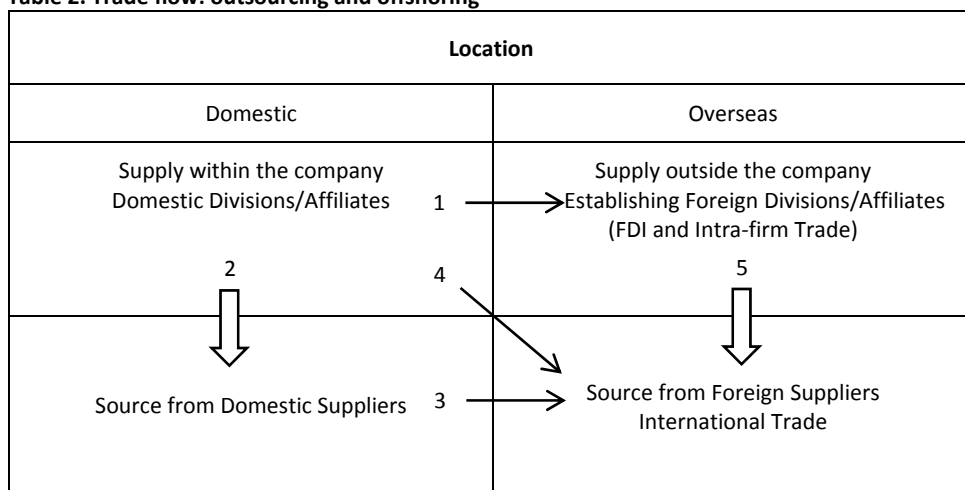 Table 2. Trade flow: outsourcing and offshoring
Location
Domestic
Overseas
Supply within the company
Domestic Divisions/Affiliates
1
Supply outside the company
Establishing Foreign Divisions/Affiliates
(FDI and Intra-firm Trade)
2
4
5
Source from Domestic Suppliers
3
Source from Foreign Suppliers
International Trade